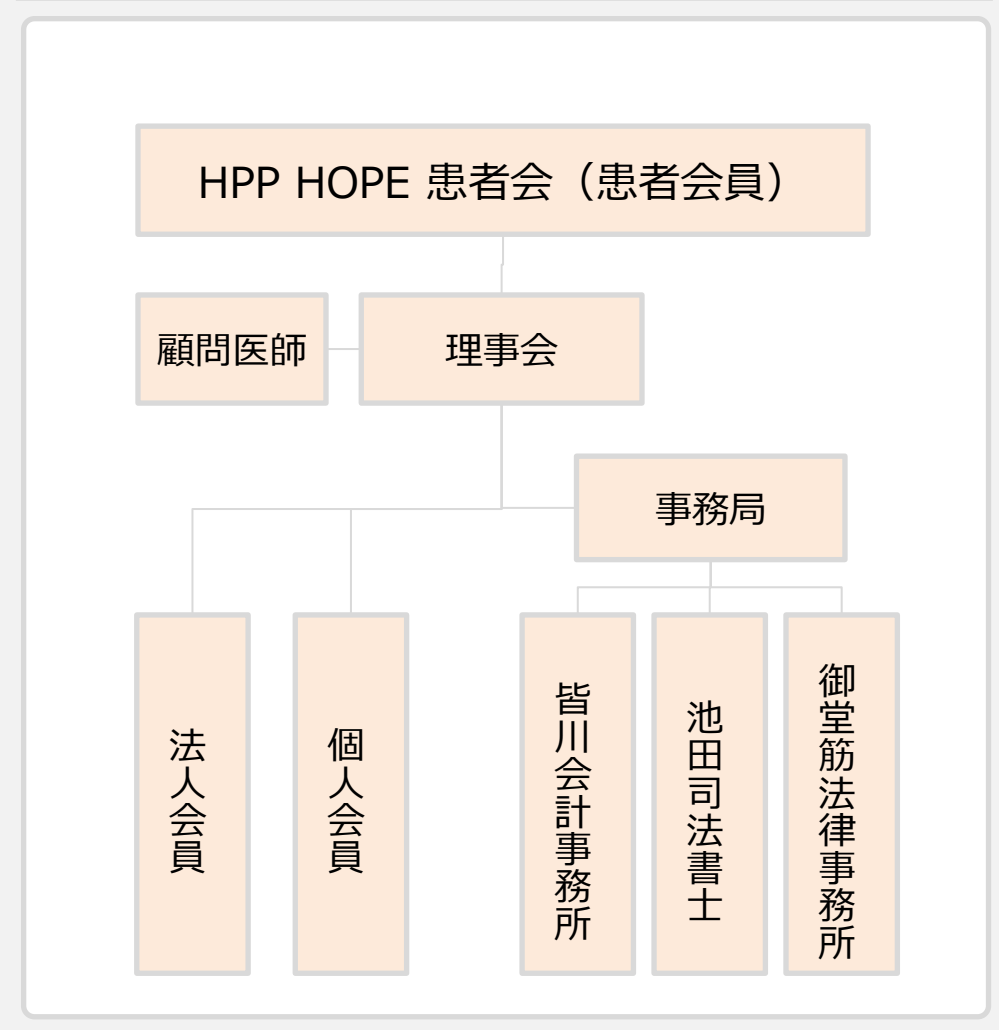 HPP HOPE 患者会（患者会員）
顧問医師
理事会
事務局
法人会員
個人会員
皆川会計事務所
池田司法書士
御堂筋法律事務所